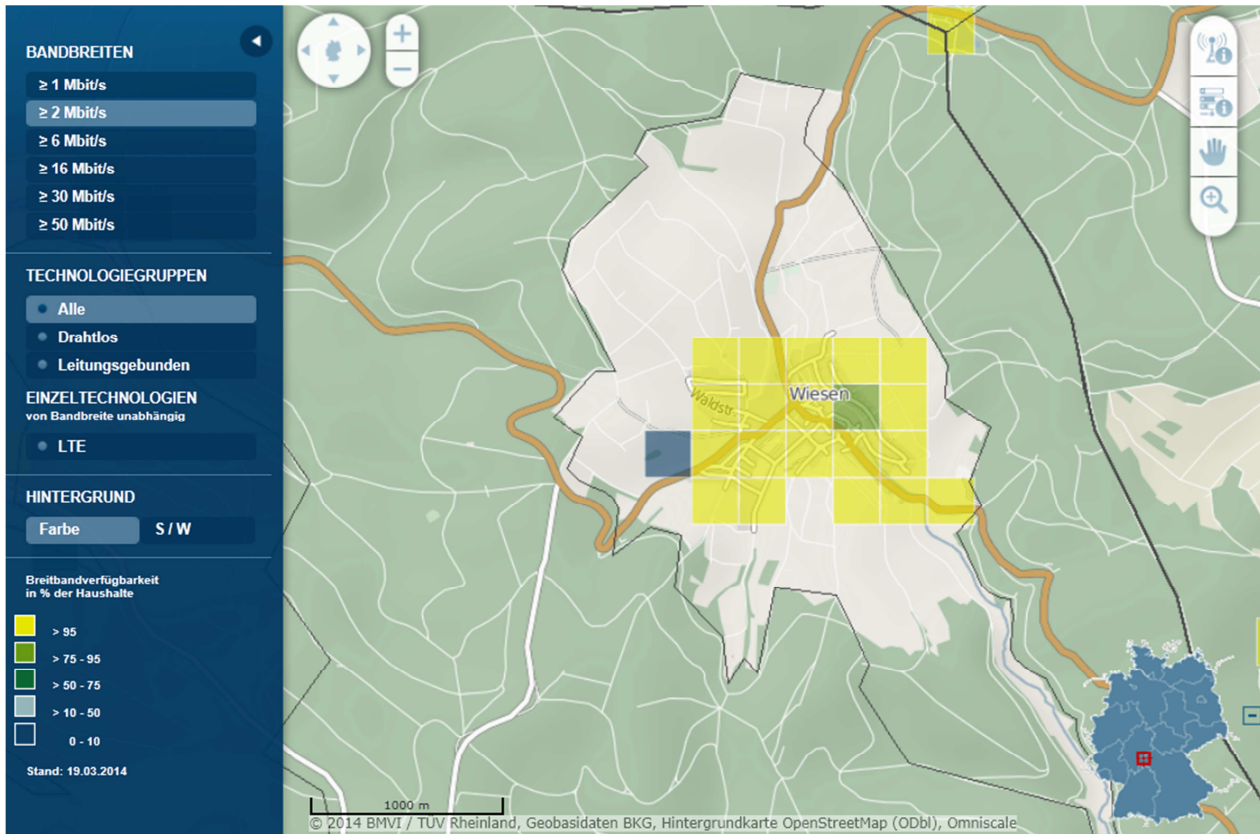 BANDBREITEN
≥ 1 Mbit/s
≥ 2 Mbit/s
≥ 6 Mbit/s
≥ 16 Mbit/s
≥ 30 Mbit/s
≥ 50 Mbit/s
TECHNOLOGIEGRUPPEN
Alle
Drahtlos
Leitungsgebunden
EINZELTECHNOLOGIEN
von Bandbreite unabhängig
LTE
HINTERGRUND
Farbe S / W
Breitbandverfügbarkeit
in % der Haushalte
> 95
> 75 - 95
> 50 - 75
> 10 - 50
0 - 10
Stand: 19.03.2014
Wiesen
Waldstr
1000 m
© 2014 BMVI / TÜV Rheinland, Geobasidaten BKG, Hintergrundkarte OpenStreetMap (ODbl), Omniscale